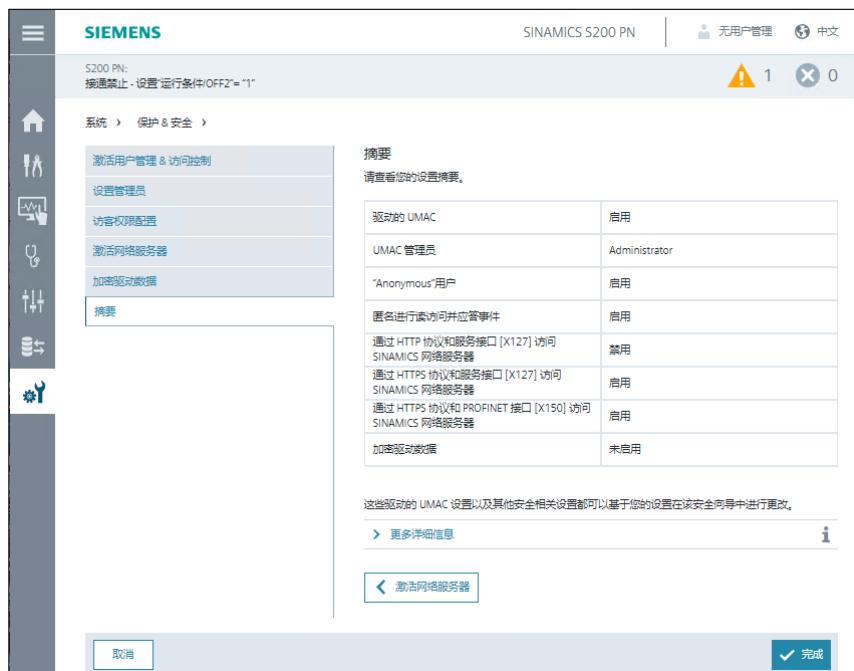 SIEMENS
SINAMICS S200 PN
无用户管理
中文
S200 PN:
接通禁止 - 设置"运行条件/OFF2"= "1"
1
0
系统 › 保护 & 安全 ›
激活用户管理 & 访问控制
设置管理员
访客权限配置
激活网络服务器
加密驱动数据
摘要
摘要
请查看您的设置摘要。
驱动的 UMAC 启用
UMAC 管理员 Administrator
"Anonymous"用户 启用
匿名进行读访问并应答事件 启用
通过 HTTP 协议和服务接口 [X127] 访问
SINAMICS 网络服务器
禁用
通过 HTTPS 协议和服务接口 [X127] 访问
SINAMICS 网络服务器
启用
通过 HTTPS 协议和 PROFINET 接口 [X150] 访问
SINAMICS 网络服务器
启用
加密驱动数据 未启用
这些驱动的 UMAC 设置以及其他安全相关设置都可以基于您的设置在该安全向导中进行更改。
更多详细信息
激活网络服务器
取消
完成